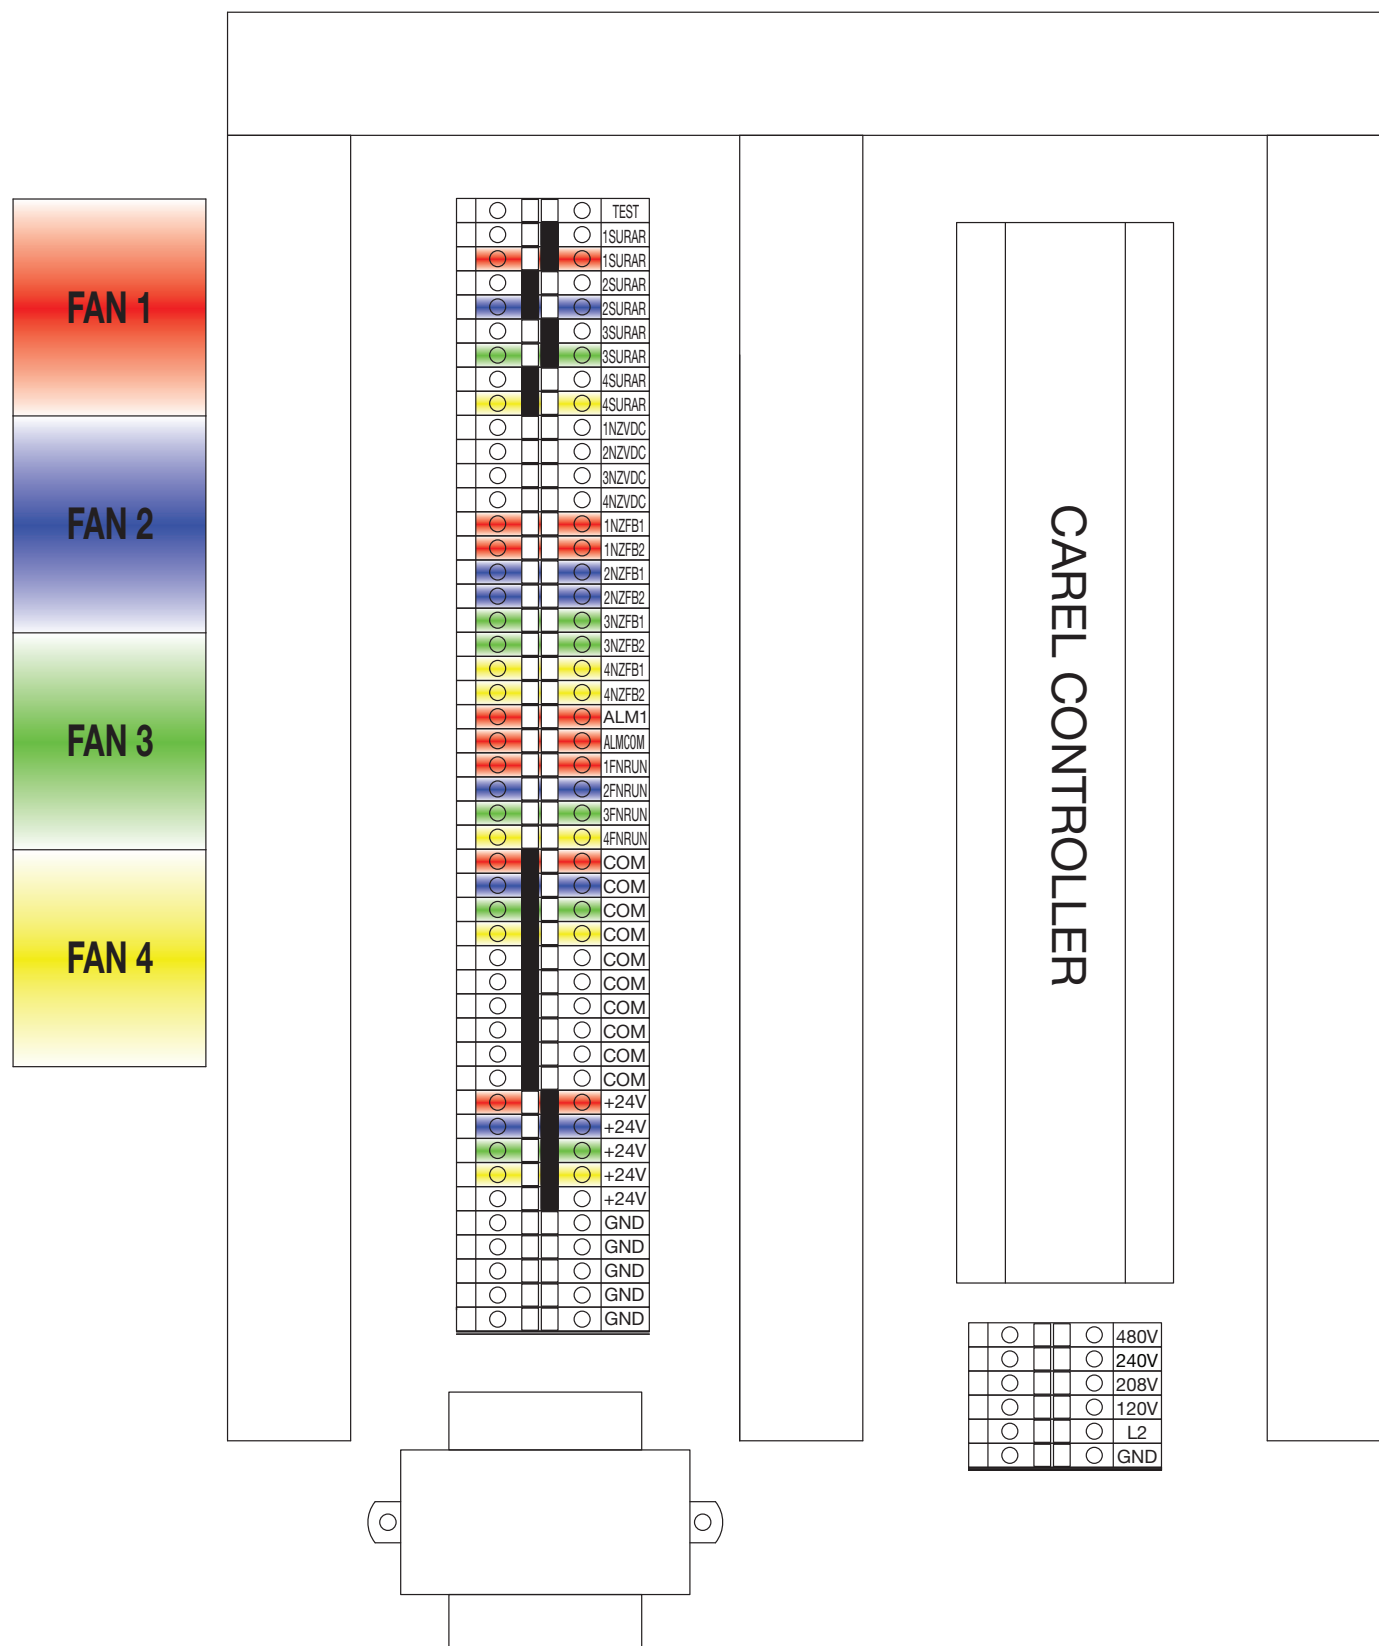 FAN 1
FAN 2
FAN 3
FAN 4
TEST
1SURAR
1SURAR
2SURAR
2SURAR
3SURAR
3SURAR
4SURAR
4SURAR
1NZVDC
2NZVDC
3NZVDC
4NZVDC
1NZFB1
1NZFB2
2NZFB1
2NZFB2
3NZFB1
3NZFB2
4NZFB1
4NZFB2
ALM1
ALMCOM
1FNRUN
2FNRUN
3FNRUN
4FNRUN
COM
COM
COM
COM
COM
COM
COM
COM
COM
COM
+24V
+24V
+24V
+24V
+24V
GND
GND
GND
GND
GND
CAREL CONTROLLER
480V
240V
208V
120V
L2
GND